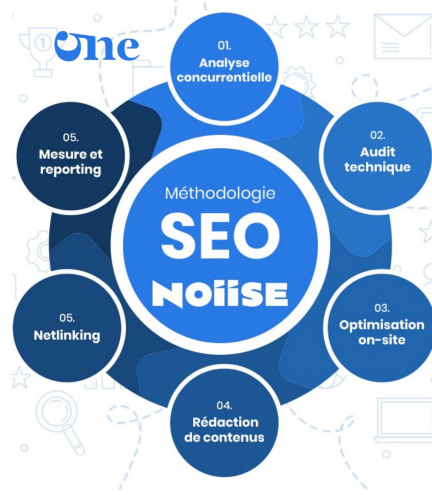 One
01.
Analyse
concurrentielle
02.
Audit
technique
03.
Optimisation
on-site
04.
Rédaction
de contenus
05.
Netlinking
05.
Mesure et
reporting
Méthodologie
SEO
NOIISE
1